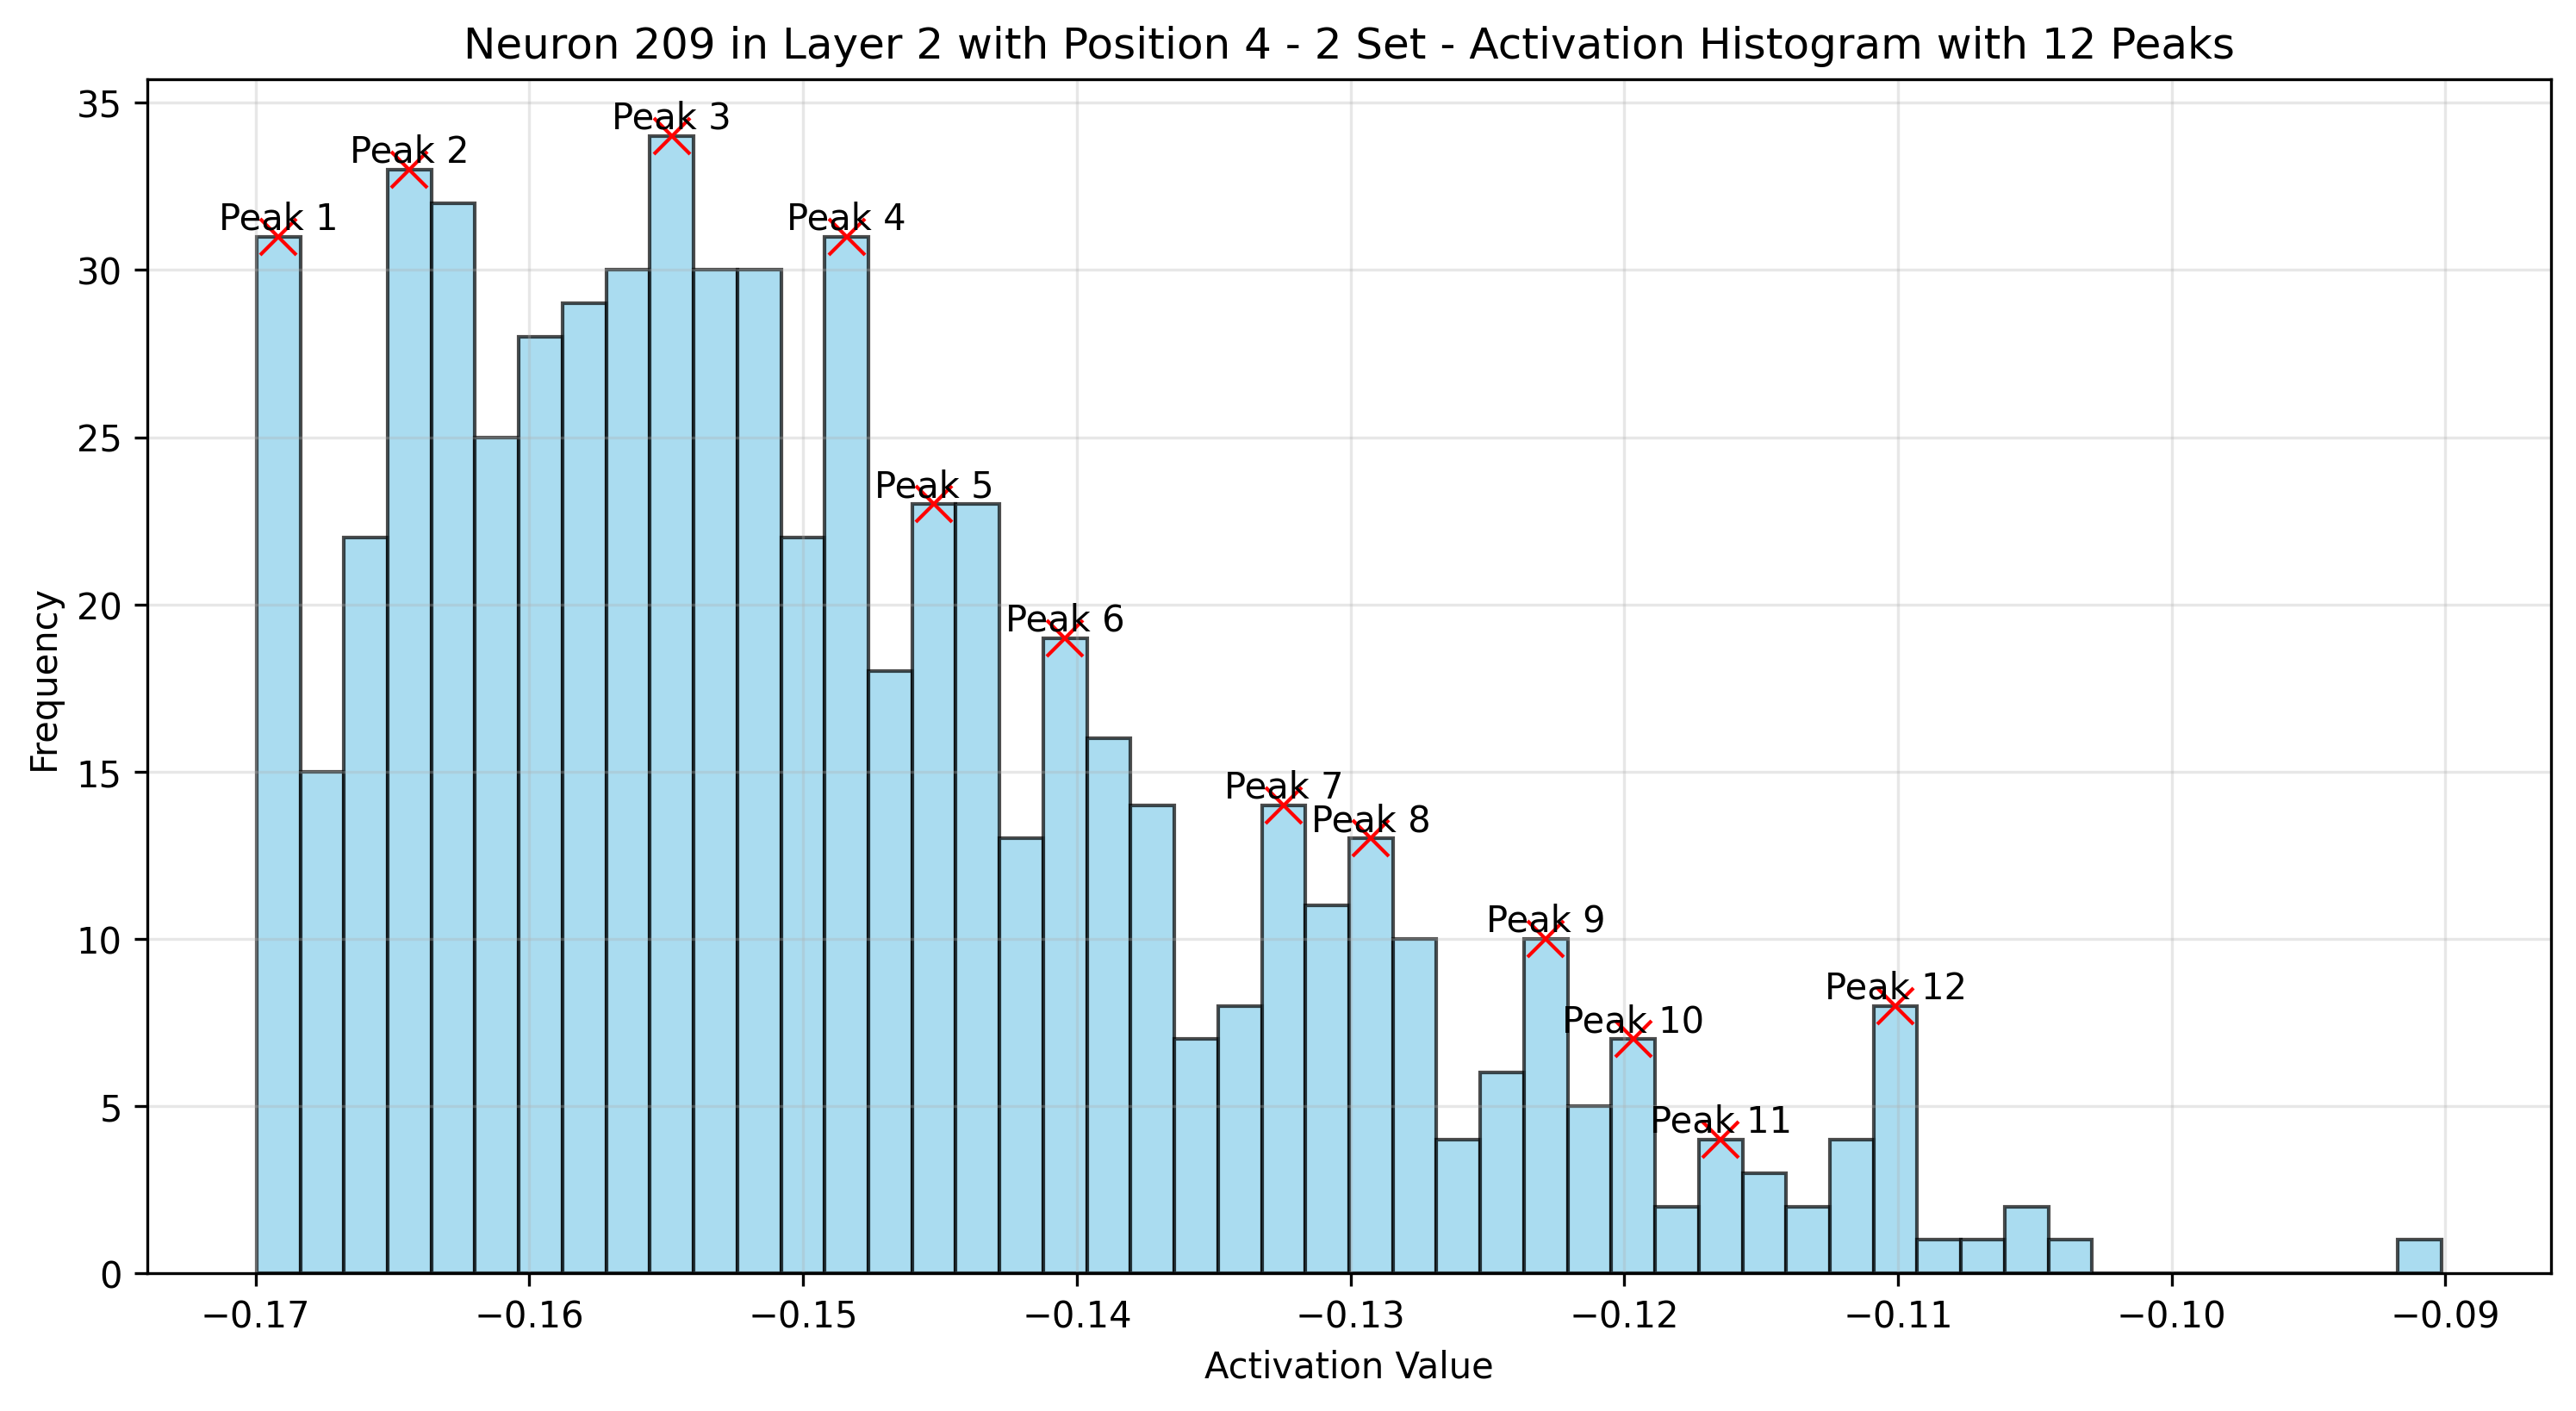 Neuron 209 in Layer 2 with Position 4 - 2 Set - Activation Histogram with 12 Peaks
35
30
25
20
15
10
5
0
Frequency
Peak 1
Peak 2
Peak 3
Peak 4
Peak 5
Peak 6
Peak 7
Peak 8
Peak 9
Peak 10
Peak 11
Peak 12
−0.17
−0.16
−0.15
−0.14
−0.13
−0.12
−0.11
−0.10
−0.09
Activation Value